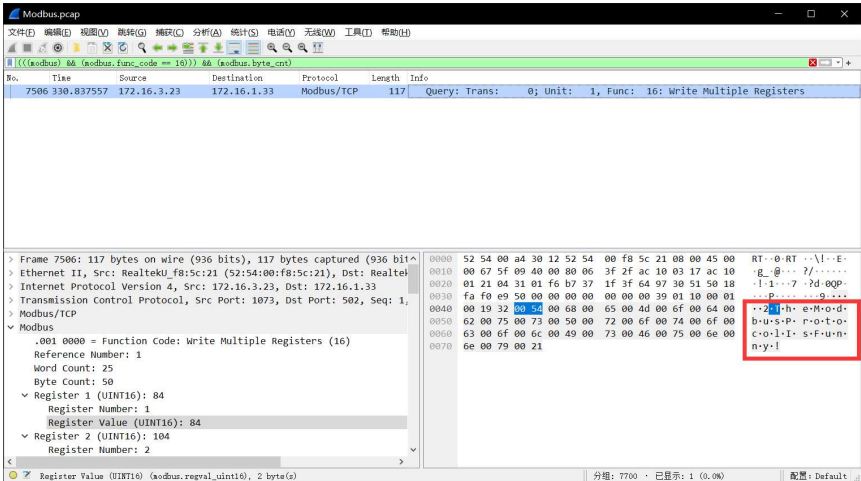 Modbus.pcap
文件(F) 编辑(E) 视图(V) 跳转(G) 捕获(C) 分析(A) 统计(S) 电话(Y) 无线(W) 工具(T) 帮助(H)
(((modbus) && (modbus.func_code == 16))) && (modbus.byte_cnt)
No. Time Source Destination Protocol Length Info
7506 330.837557 172.16.3.23 172.16.1.33 Modbus/TCP 117 Query: Trans: 0; Unit: 1, Func: 16: Write Multiple Registers
Frame 7506: 117 bytes on wire (936 bits), 117 bytes captured (936 bit
Ethernet II, Src: RealtekU_f8:5c:21 (52:54:00:f8:5c:21), Dst: Realtek
Internet Protocol Version 4, Src: 172.16.3.23, Dst: 172.16.1.33
Transmission Control Protocol, Src Port: 1073, Dst Port: 502, Seq: 1,
Modbus/TCP
Modbus
.001 0000 = Function Code: Write Multiple Registers (16)
Reference Number: 1
Word Count: 25
Byte Count: 50
Register 1 (UINT16): 84
Register Number: 1
Register Value (UINT16): 84
Register 2 (UINT16): 104
Register Number: 2
0000 52 54 00 a4 30 12 52 54 00 f8 5c 21 08 00 45 00 RT··0·RT ··\!··E·
0010 00 67 5f 09 40 00 80 06 3f 2f ac 10 03 17 ac 10 ·g_·@··· ?/······
0020 01 21 04 31 01 f6 b7 37 1f 3f 64 97 30 51 50 18 ·!·1···7 ·?d·0QP·
0030 fa f0 e9 50 00 00 00 00 00 00 00 39 01 10 00 01 ···P···· ···9····
0040 00 19 32 00 54 00 68 00 65 00 4d 00 6f 00 64 00 ··2·T·h· e·M·o·d·
0050 62 00 75 00 73 00 50 00 72 00 6f 00 74 00 6f 00 b·u·s·P· r·o·t·o·
0060 63 00 6f 00 6c 00 49 00 73 00 46 00 75 00 6e 00 c·o·l·I· s·F·u·n·
0070 6e 00 79 00 21 n·y·!
Register Value (UINT16) (modbus.regval_uint16), 2 byte(s) 分组: 7700 · 已显示: 1 (0.0%) 配置: Default